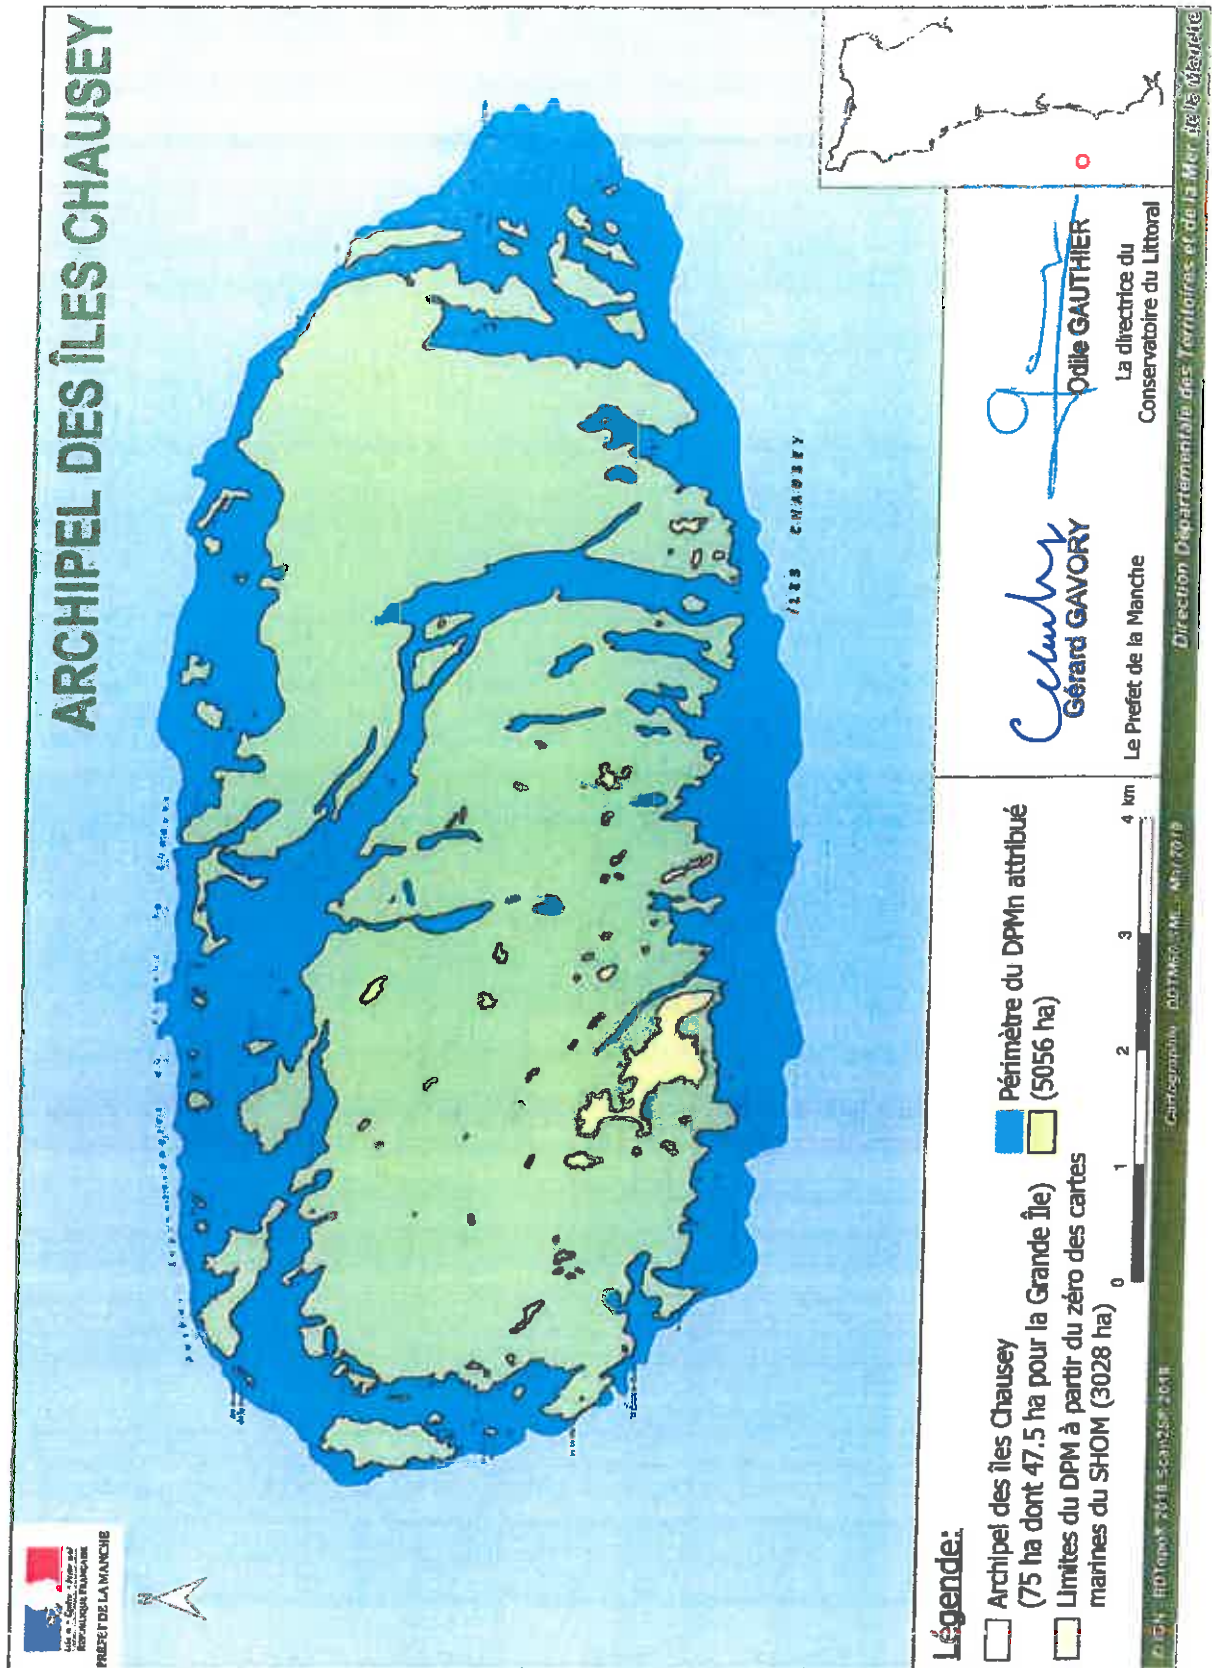 ARCHIPEL DES ÎLES CHAUSEY
RÉPUBLIQUE FRANÇAISE
PRÉFET DE LA MANCHE
N
ÎLES CHAUSEY
Légende:
Archipel des îles Chausey
(75 ha dont 47.5 ha pour la Grande Île)
Limites du DPM à partir du zéro des cartes
marines du SHOM (3028 ha)
Périmètre du DPMn attribué
(5056 ha)
0 1 2 3 4 km
Gérard GAVORY
Le Prefet de la Manche
Odile GAUTHIER
La directrice du
Conservatoire du Littoral
Direction Départementale des Territoires et de la Mer de la Manche